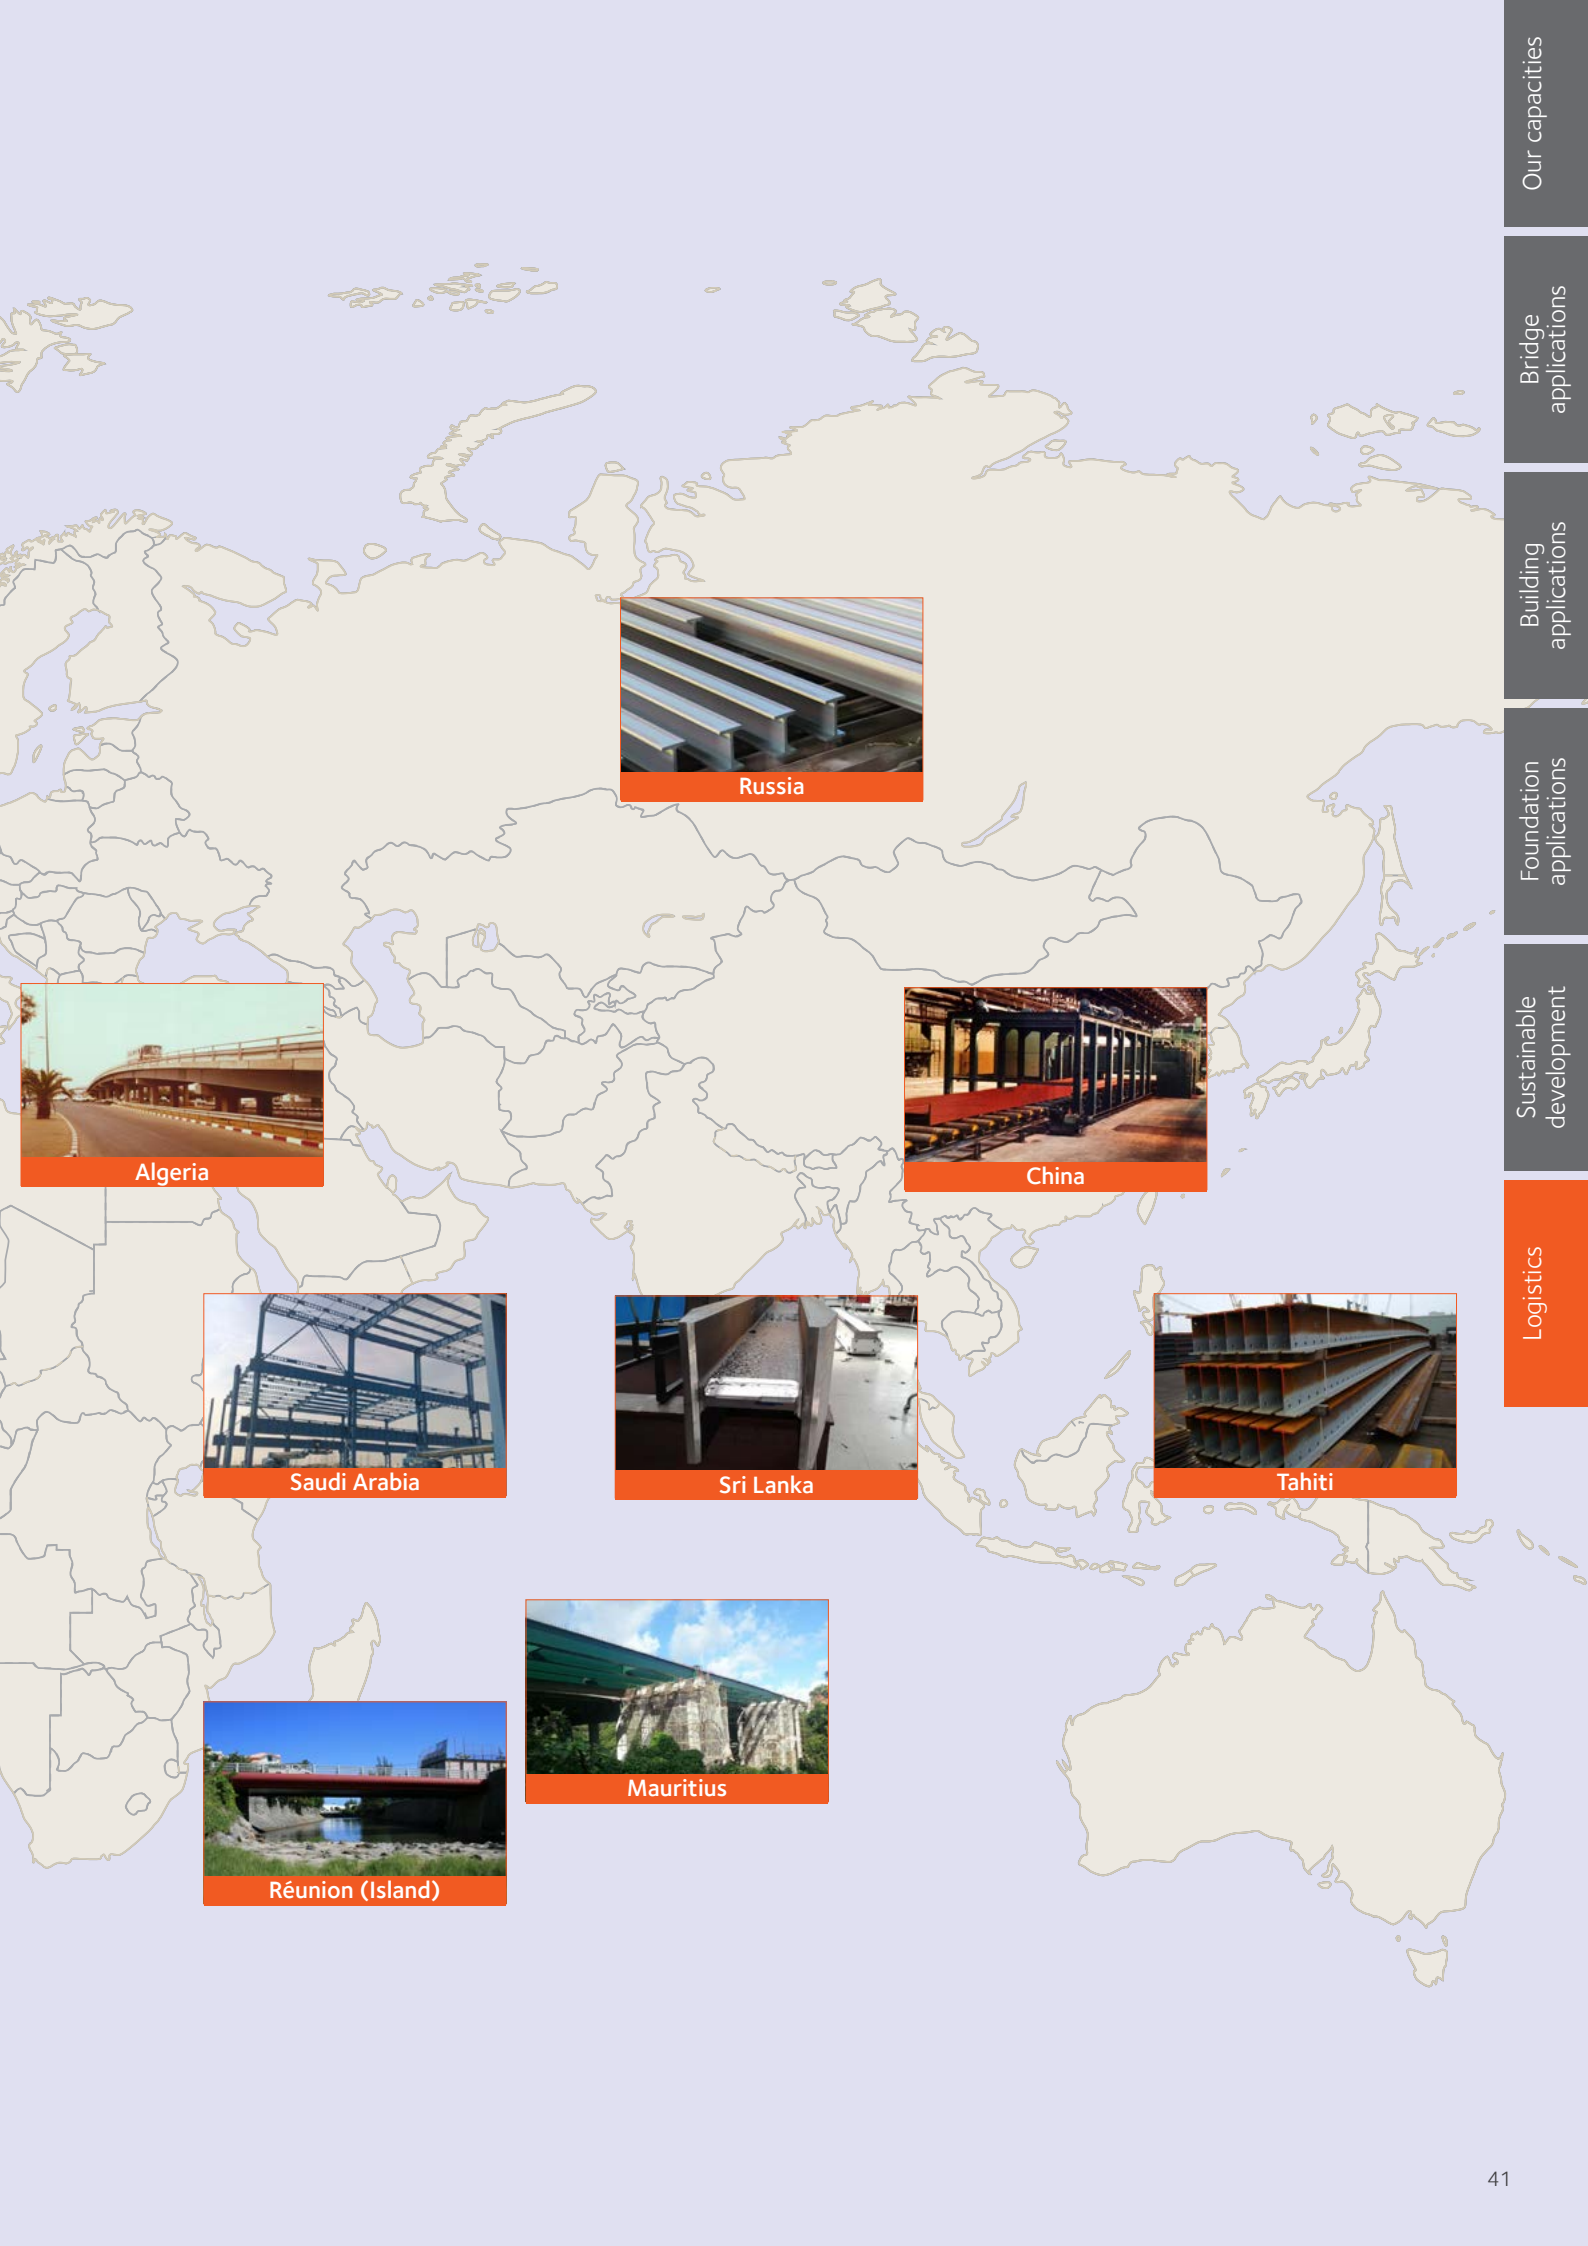 Our capacities
Bridge
applications
Building
applications
Foundation
applications
Sustainable
development
Logistics
Russia
Algeria
China
Saudi Arabia
Sri Lanka
Tahiti
Mauritius
Réunion (Island)
41